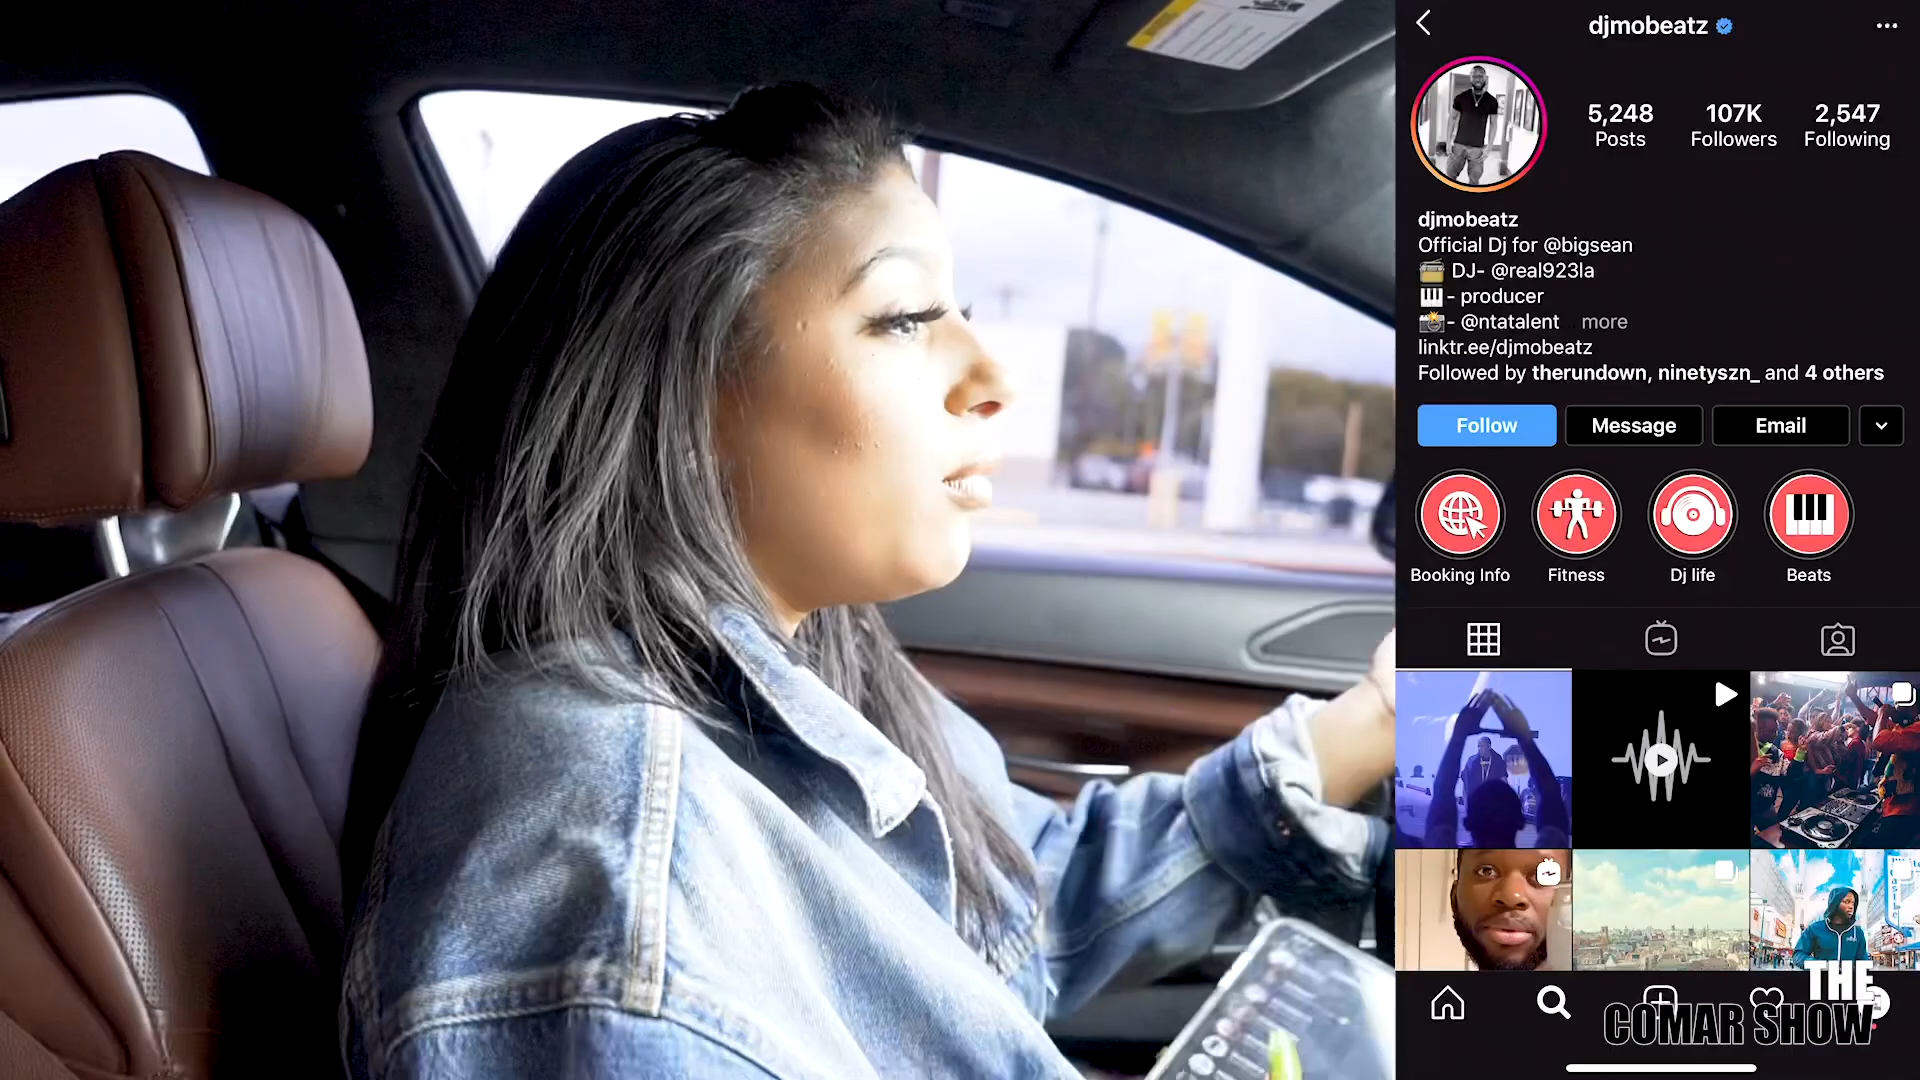 djmobeatz
5,248
107K
2,547
Posts
Followers
Following
djmobeatz
Official Dj for @bigsean
DJ- @real923la
- producer
- @ntatalent more
linktr.ee/djmobeatz
Followed by therundown, ninetyszn_ and 4 others
Follow
Message
Email
Booking Info
Fitness
Dj life
Beats
THE
COMAR SHOW